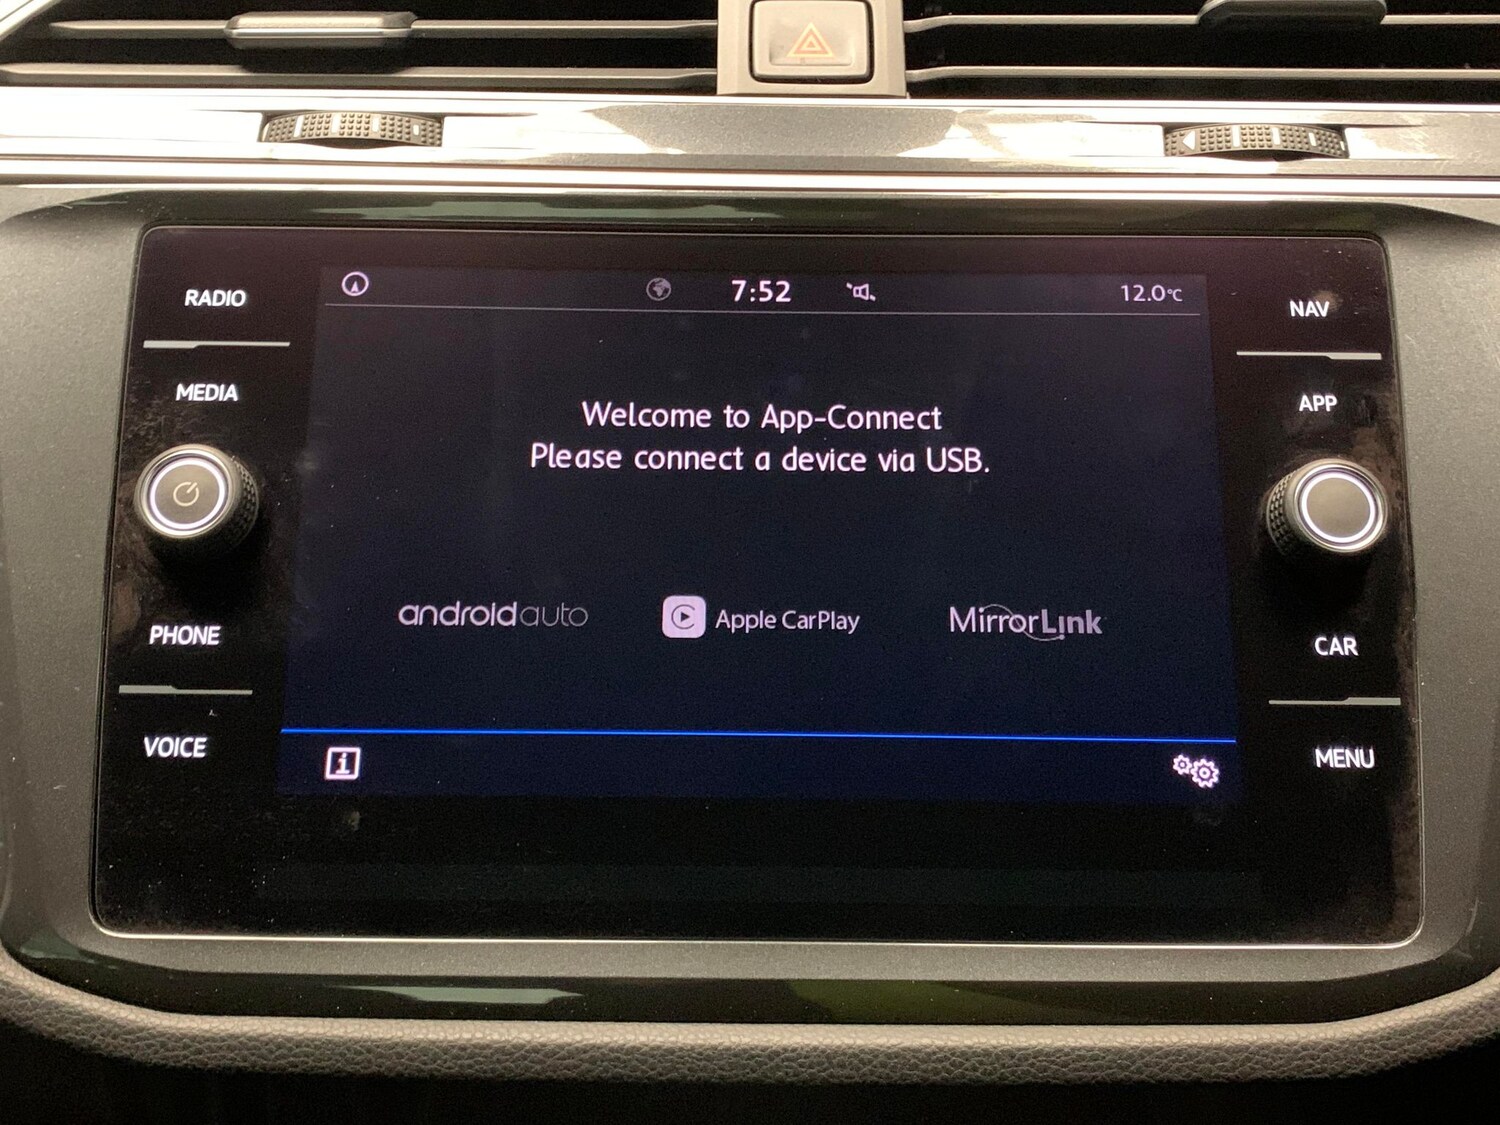 RADIO
MEDIA
PHONE
VOICE
7:52
12.0°C
Welcome to App-Connect
Please connect a device via USB.
androidauto
Apple CarPlay
MirrorLink
i
NAV
APP
CAR
MENU